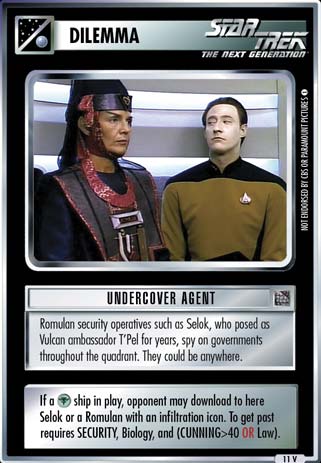 DILEMMA
STAR TREK
THE NEXT GENERATION
NOT ENDORSED BY CBS OR PARAMOUNT PICTURES
UNDERCOVER AGENT
Romulan security operatives such as Selok, who posed as
Vulcan ambassador T'Pel for years, spy on governments
throughout the quadrant. They could be anywhere.
If a ship in play, opponent may download to here
Selok or a Romulan with an infiltration icon. To get past
requires SECURITY, Biology, and (CUNNING>40 OR Law).
11 V